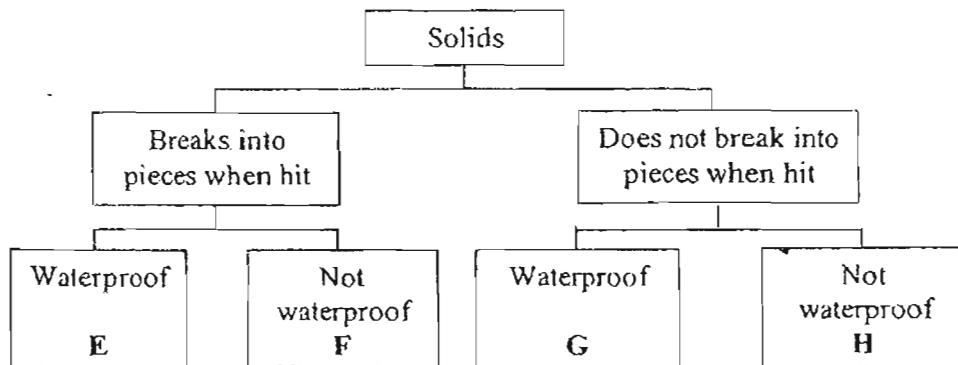 Solids
Breaks into
pieces when hit
Does not break into
pieces when hit
Waterproof
E
Not
waterproof
F
Waterproof
G
Not
waterproof
H